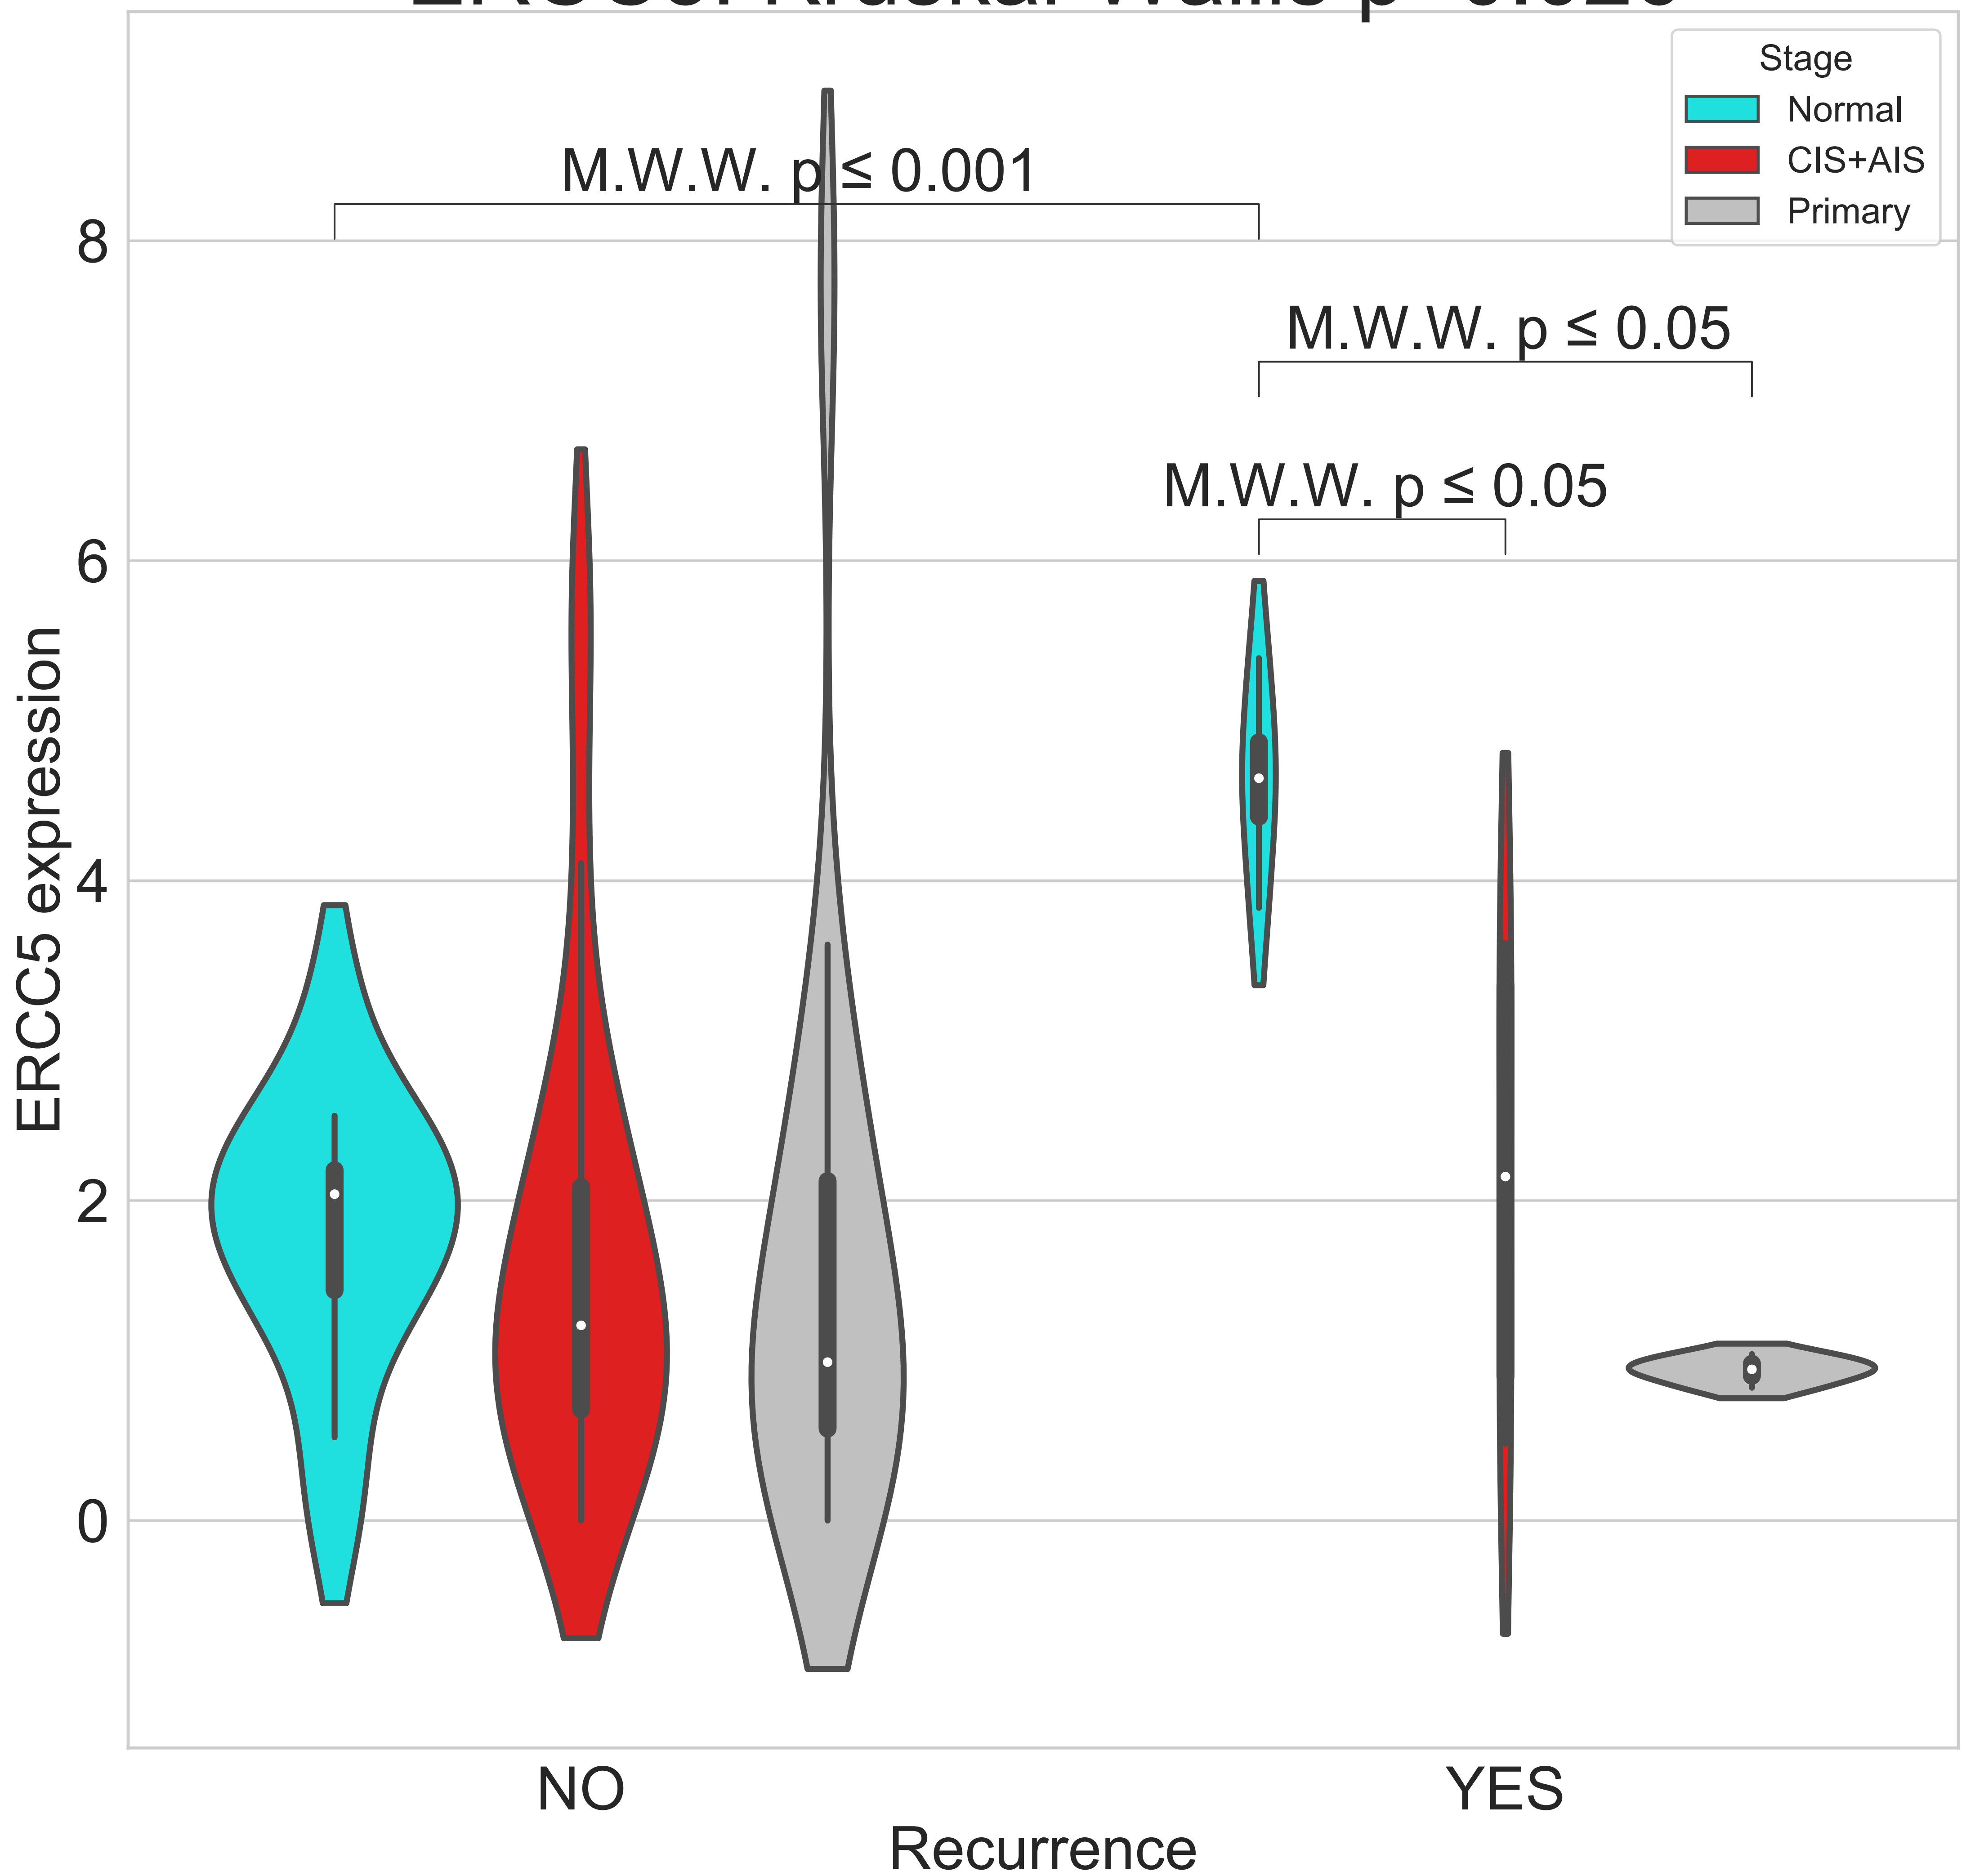 Stage
Normal
CIS+AIS
Primary
M.W.W. p ≤ 0.001
M.W.W. p ≤ 0.05
M.W.W. p ≤ 0.05
8
6
4
2
0
ERCC5 expression
NO
YES
Recurrence